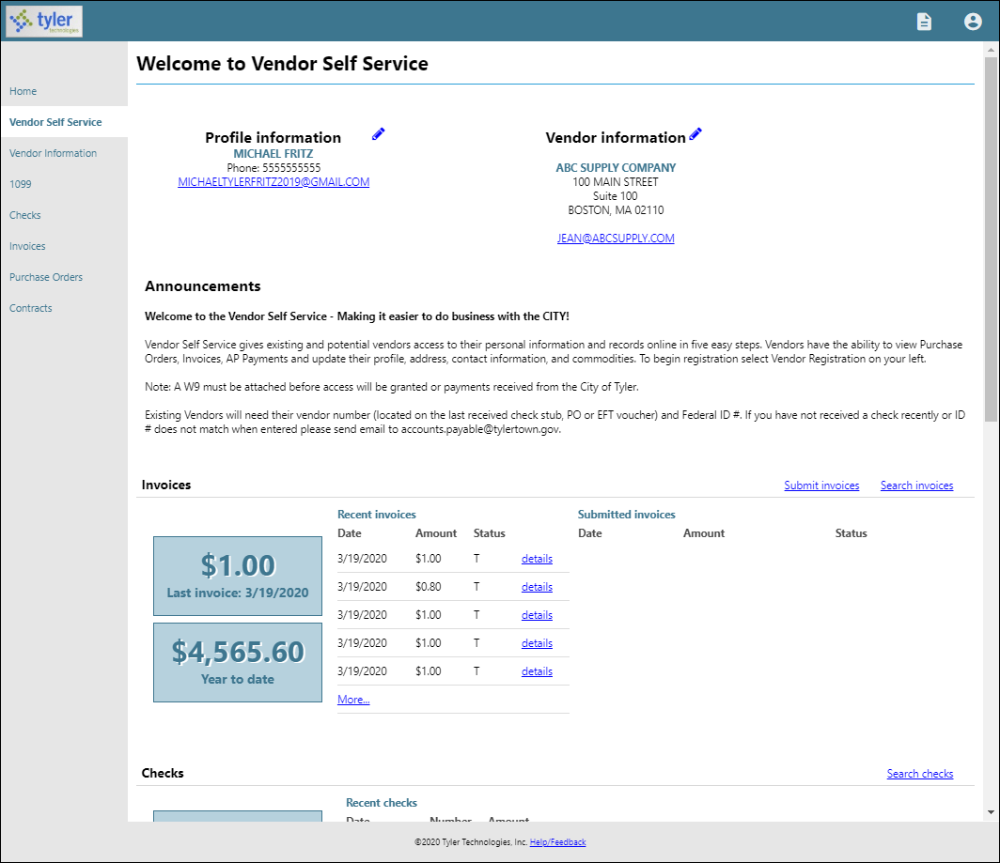 tyler
technologies
Welcome to Vendor Self Service
Home
Vendor Self Service
Vendor Information
1099
Checks
Invoices
Purchase Orders
Contracts
Profile information
MICHAEL FRITZ
Phone: 5555555555
MICHAELTYLERFRITZ2019@GMAIL.COM
Vendor information
ABC SUPPLY COMPANY
100 MAIN STREET
Suite 100
BOSTON, MA 02110
JEAN@ABCSUPPLY.COM
Announcements
Welcome to the Vendor Self Service - Making it easier to do business with the CITY!
Vendor Self Service gives existing and potential vendors access to their personal information and records online in five easy steps. Vendors have the ability to view Purchase
Orders, Invoices, AP Payments and update their profile, address, contact information, and commodities. To begin registration select Vendor Registration on your left.
Note: A W9 must be attached before access will be granted or payments received from the City of Tyler.
Existing Vendors will need their vendor number (located on the last received check stub, PO or EFT voucher) and Federal ID #. If you have not received a check recently or ID
# does not match when entered please send email to accounts.payable@tylertown.gov.
Invoices Submit invoices Search invoices
$1.00
Last invoice: 3/19/2020
$4,565.60
Year to date
Recent invoices
Date Amount Status
3/19/2020 $1.00 T details
3/19/2020 $0.80 T details
3/19/2020 $1.00 T details
3/19/2020 $1.00 T details
3/19/2020 $1.00 T details
More...
Submitted invoices
Date Amount Status
Checks Search checks
Recent checks
Date Number Amount
©2020 Tyler Technologies, Inc. Help/Feedback